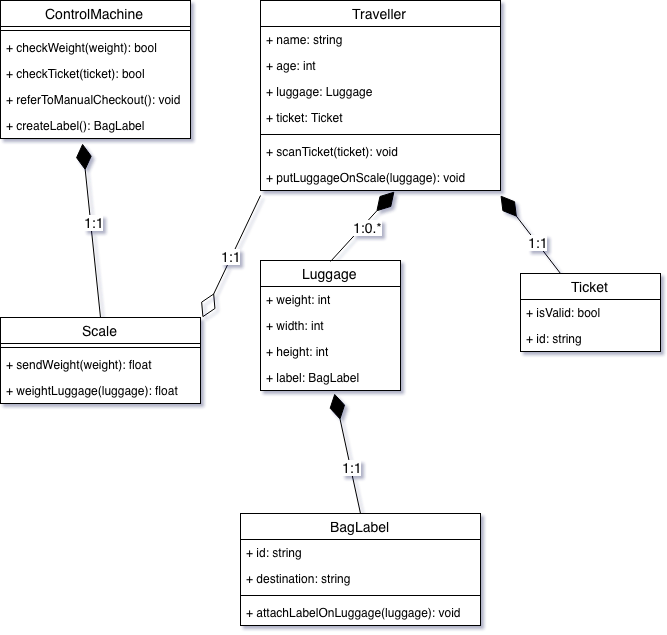 ControlMachine
+ checkWeight(weight): bool
+ checkTicket(ticket): bool
+ referToManualCheckout(): void
+ createLabel(): BagLabel
Traveller
+ name: string
+ age: int
+ luggage: Luggage
+ ticket: Ticket
+ scanTicket(ticket): void
+ putLuggageOnScale(luggage): void
1:1
1:1
1:0.*
1:1
Scale
+ sendWeight(weight): float
+ weightLuggage(luggage): float
Luggage
+ weight: int
+ width: int
+ height: int
+ label: BagLabel
Ticket
+ isValid: bool
+ id: string
1:1
BagLabel
+ id: string
+ destination: string
+ attachLabelOnLuggage(luggage): void